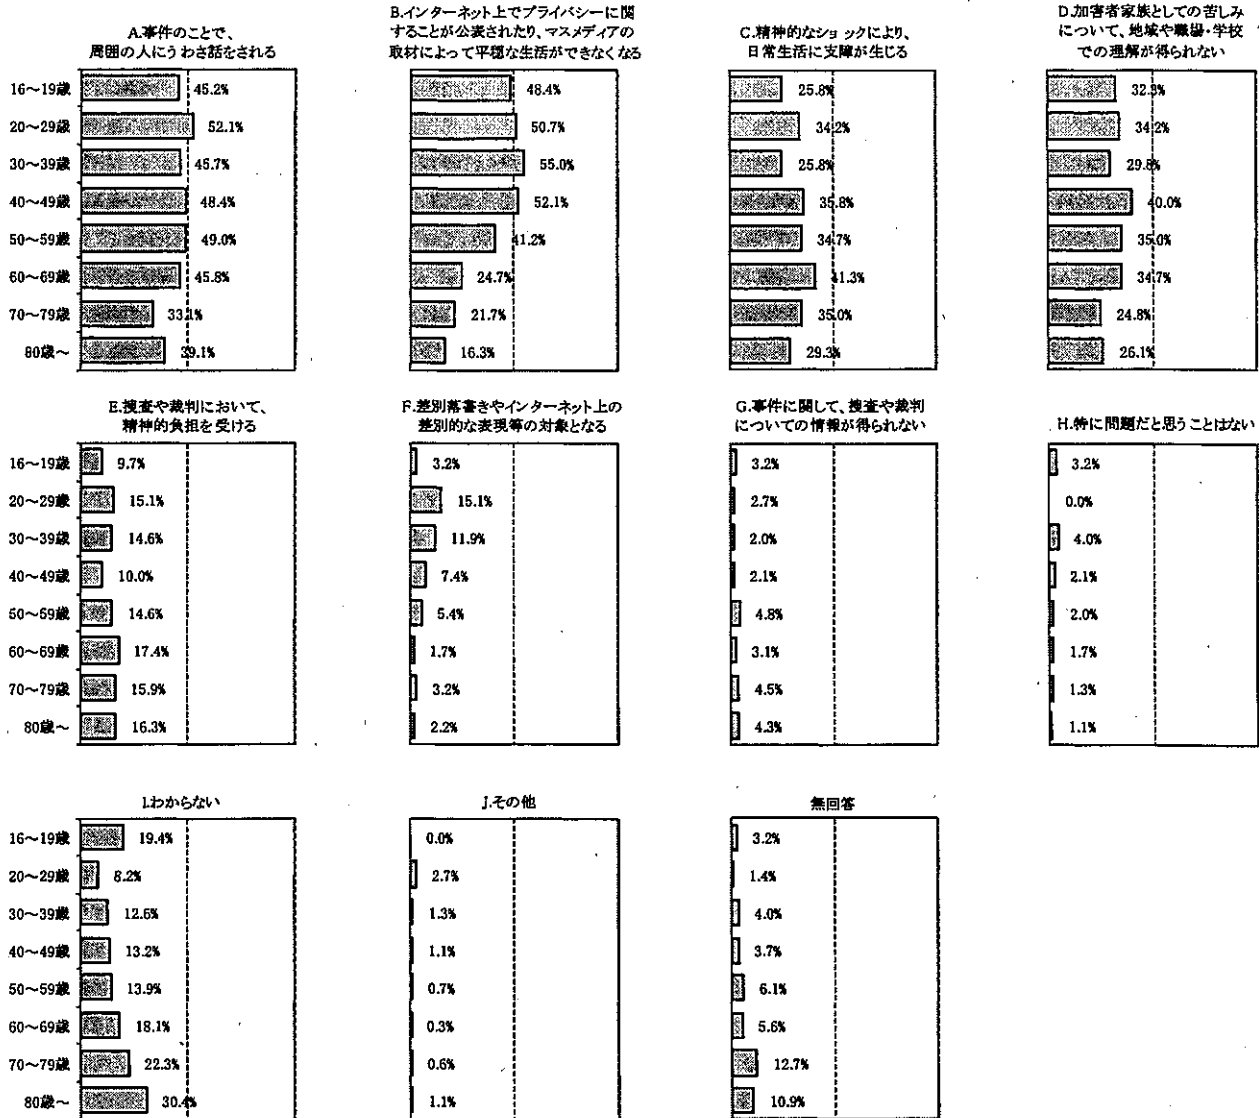 A.事件のことで、
周囲の人にうわさ話をされる
B.インターネット上でプライバシーに関
することが公表されたり、マスメディアの
取材によって平穏な生活ができなくなる
C.精神的なショックにより、
日常生活に支障が生じる
D.加害者家族としての苦しみ
について、地域や職場・学校
での理解が得られない
16～19歳 45.2% 48.4% 25.8% 32.3%
20～29歳 52.1% 50.7% 34.2% 34.2%
30～39歳 45.7% 55.0% 25.8% 29.8%
40～49歳 48.4% 52.1% 35.8% 40.0%
50～59歳 49.0% 41.2% 34.7% 35.0%
60～69歳 45.8% 24.7% 41.3% 34.7%
70～79歳 33.1% 21.7% 35.0% 24.8%
80歳～ 39.1% 16.3% 29.3% 26.1%
E.捜査や裁判において、
精神的負担を受ける
F.差別落書きやインターネット上の
差別的な表現等の対象となる
G.事件に関して、捜査や裁判
についての情報が得られない
H.特に問題だと思うことはない
16～19歳 9.7% 3.2% 3.2% 3.2%
20～29歳 15.1% 15.1% 2.7% 0.0%
30～39歳 14.6% 11.9% 2.0% 4.0%
40～49歳 10.0% 7.4% 2.1% 2.1%
50～59歳 14.6% 5.4% 4.8% 2.0%
60～69歳 17.4% 1.7% 3.1% 1.7%
70～79歳 15.9% 3.2% 4.5% 1.3%
80歳～ 16.3% 2.2% 4.3% 1.1%
I.わからない
J.その他
無回答
16～19歳 19.4% 0.0% 3.2%
20～29歳 8.2% 2.7% 1.4%
30～39歳 12.6% 1.3% 4.0%
40～49歳 13.2% 1.1% 3.7%
50～59歳 13.9% 0.7% 6.1%
60～69歳 18.1% 0.3% 5.6%
70～79歳 22.3% 0.6% 12.7%
80歳～ 30.4% 1.1% 10.9%